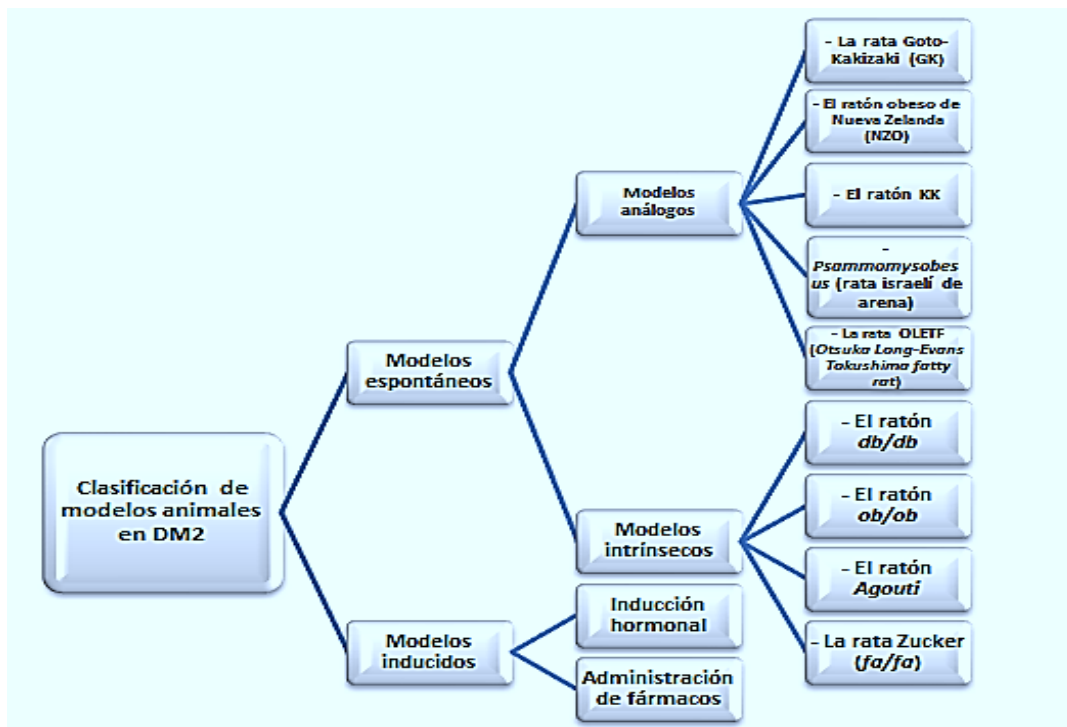 Clasificación de
modelos animales
en DM2
Modelos
espontáneos
Modelos
análogos
- La rata Goto-
Kakizaki (GK)
- El ratón obeso de
Nueva Zelanda
(NZO)
- El ratón KK
-
Psammomysobes
us (rata israelí de
arena)
- La rata OLETF
(Otsuka Long-Evans
Tokushima fatty
rat)
Modelos
intrínsecos
- El ratón
db/db
- El ratón
ob/ob
- El ratón
Agouti
- La rata Zucker
(fa/fa)
Modelos
inducidos
Inducción
hormonal
Administración
de fármacos